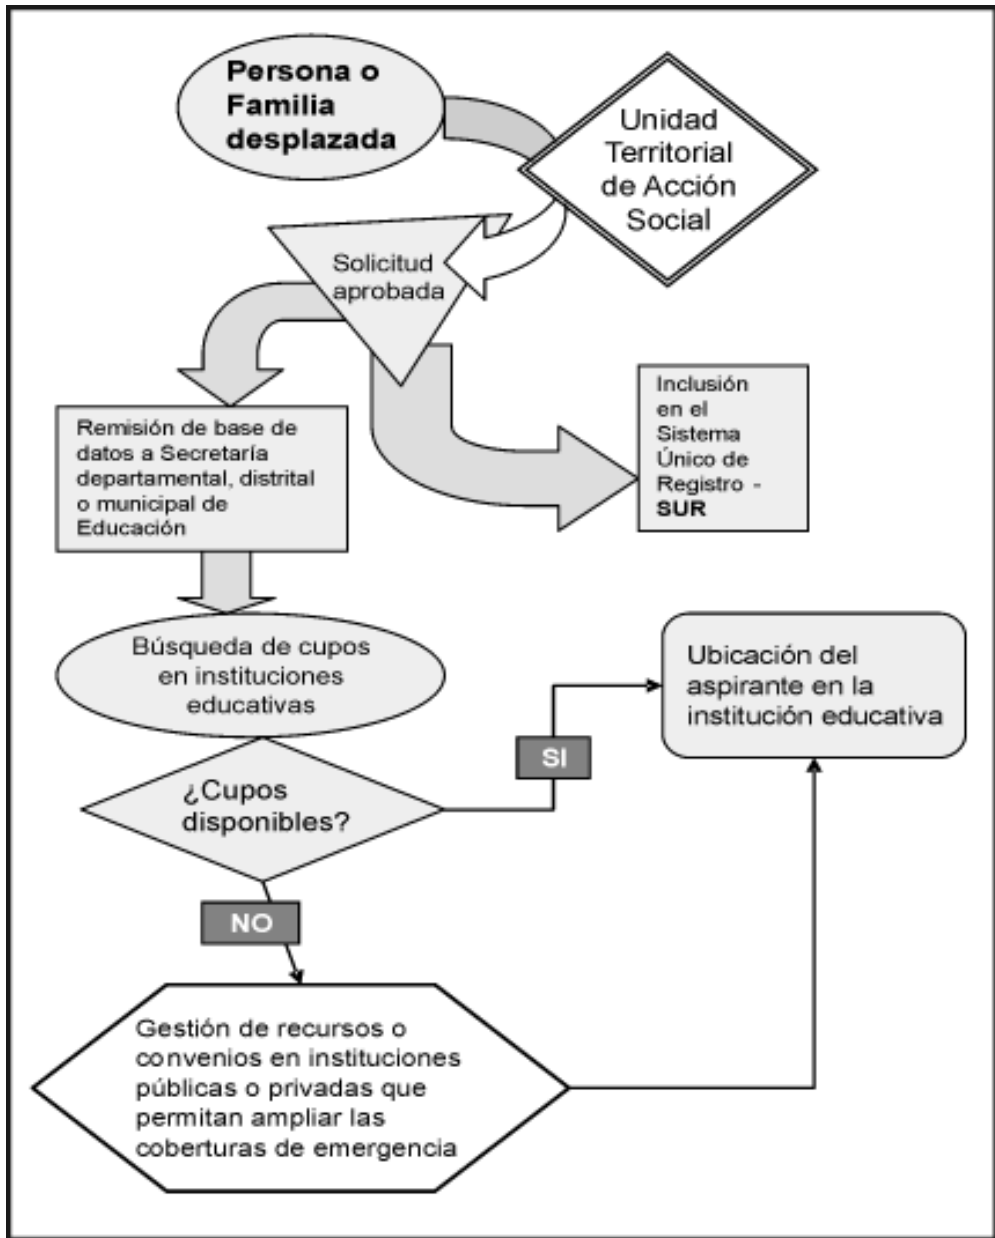 Persona o
Familia
desplazada
Unidad
Territorial
de Acción
Social
Solicitud
aprobada
Inclusión
en el
Sistema
Único de
Registro -
SUR
Remisión de base de
datos a Secretaría
departamental, distrital
o municipal de
Educación
Búsqueda de cupos
en instituciones
educativas
Ubicación del
aspirante en la
institución educativa
SI
¿Cupos
disponibles?
NO
Gestión de recursos o
convenios en instituciones
públicas o privadas que
permitan ampliar las
coberturas de emergencia